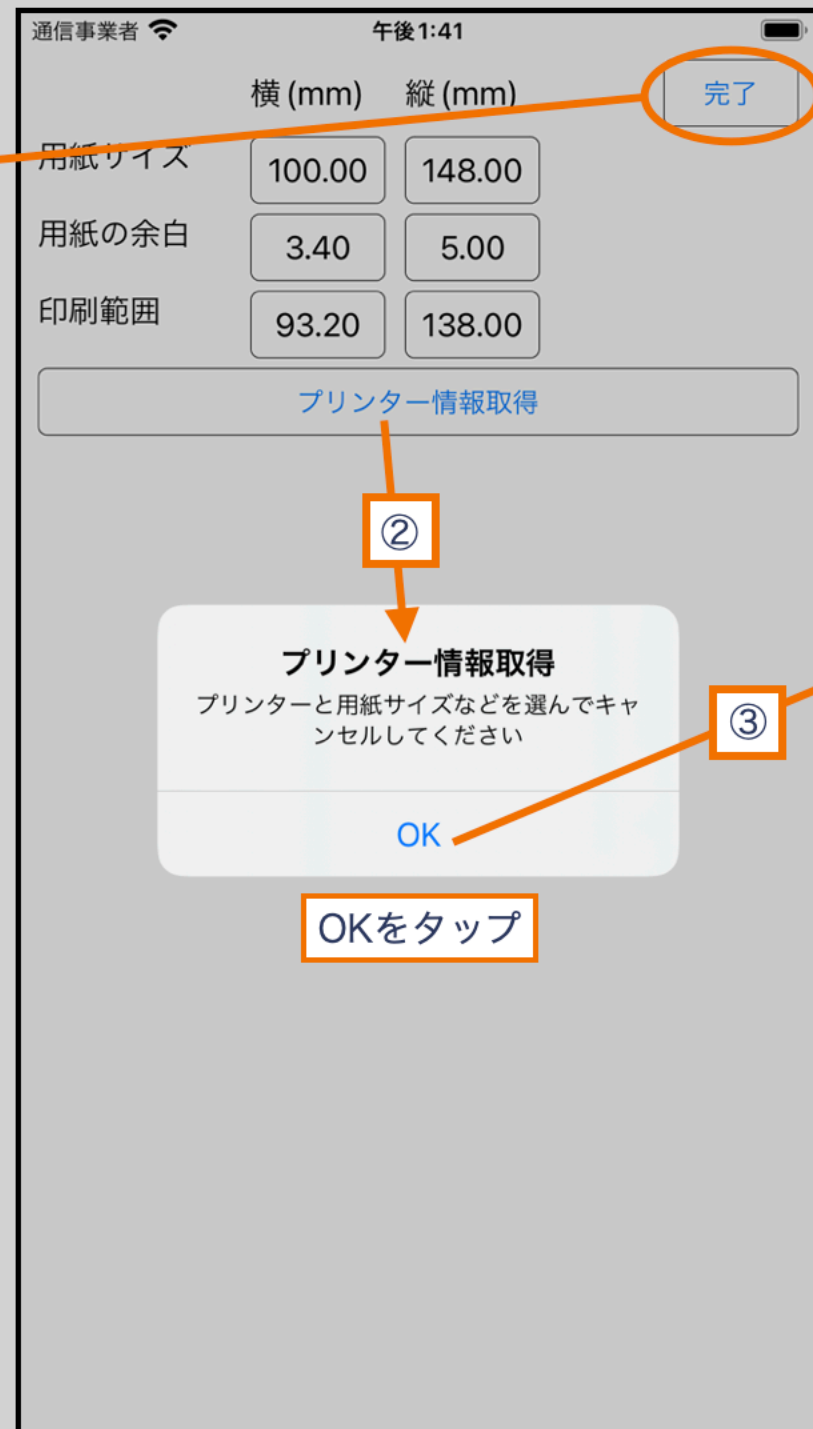 通信事業者 午後1:41
横(mm) 縦(mm) 完了
用紙サイズ 100.00 148.00
用紙の余白 3.40 5.00
印刷範囲 93.20 138.00
プリンター情報取得
②
プリンター情報取得
プリンターと用紙サイズなどを選んでキャ
ンセルしてください
③
OK
OKをタップ